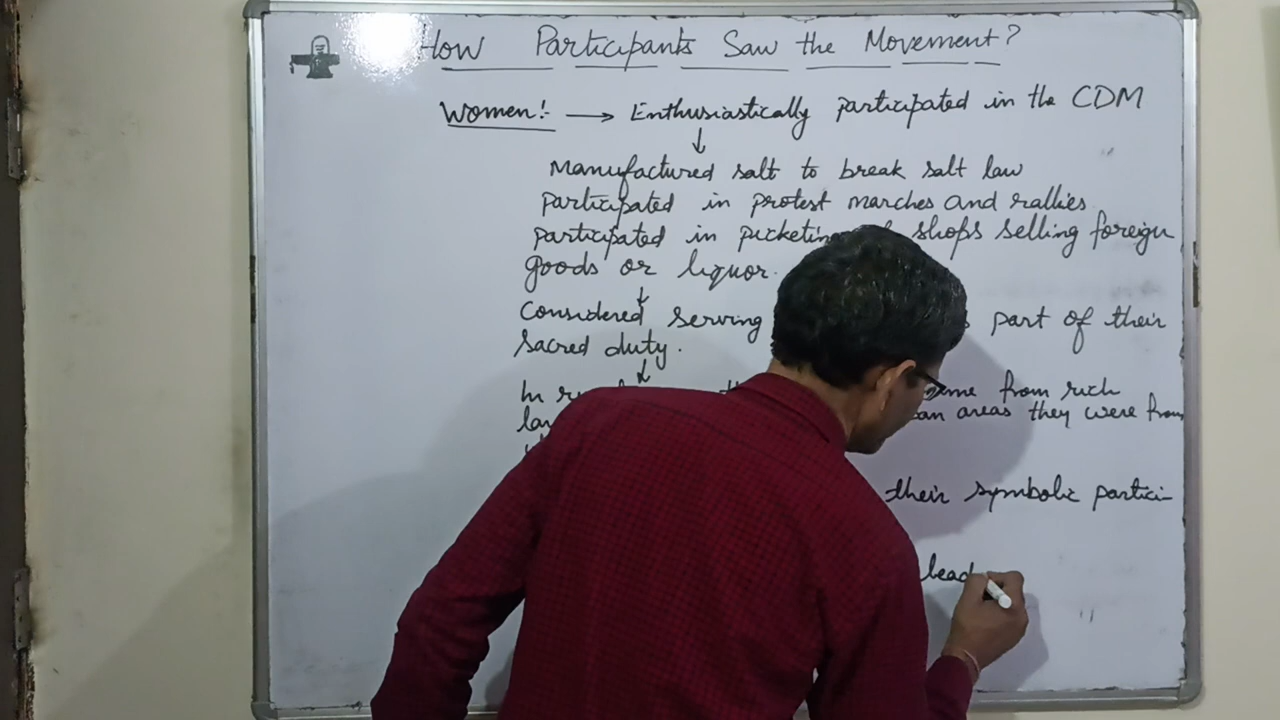 How Participants Saw the Movement?
Women:- → Enthusiastically participated in the CDM
↓
Manufactured salt to break salt law
participated in protest marches and rallies
participated in picketing shops selling foreign
goods or liquor.
↓
Considered serving part of their
sacred duty.
↓
In from rich
areas they were from
their symbolic partici-
lead